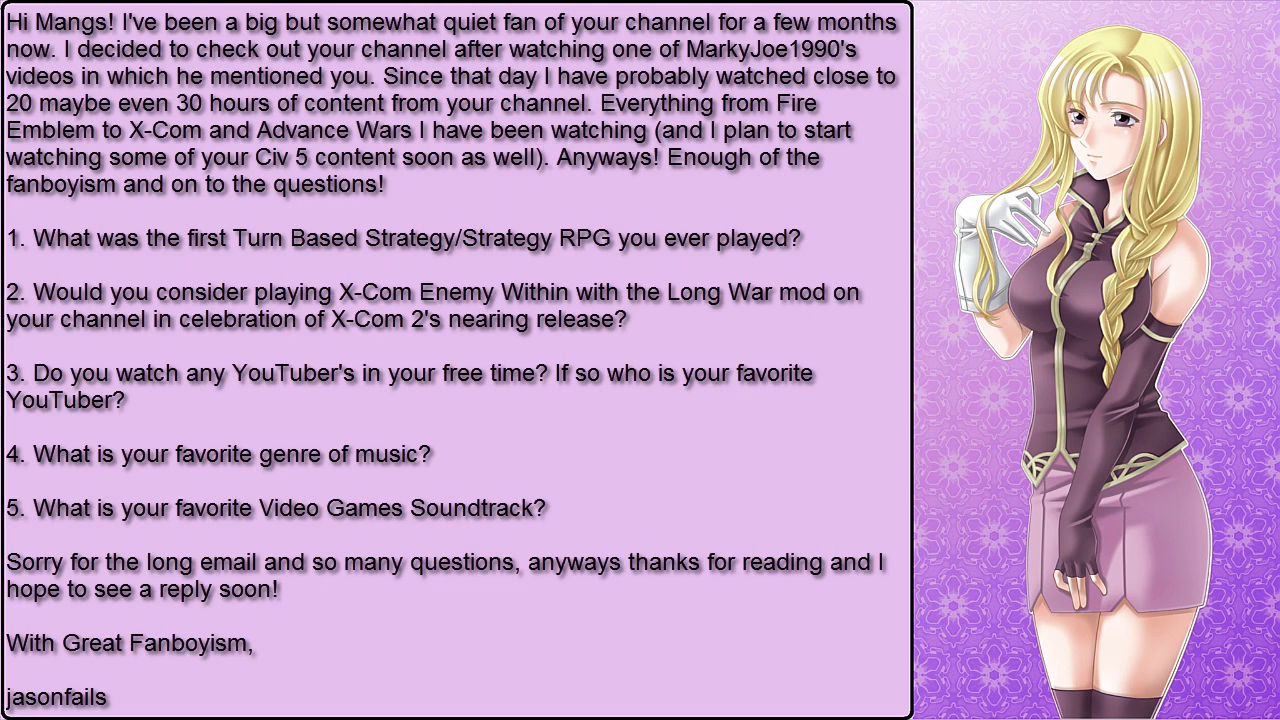 Hi Mangs! I've been a big but somewhat quiet fan of your channel for a few months
now. I decided to check out your channel after watching one of MarkyJoe1990's
videos in which he mentioned you. Since that day I have probably watched close to
20 maybe even 30 hours of content from your channel. Everything from Fire
Emblem to X-Com and Advance Wars I have been watching (and I plan to start
watching some of your Civ 5 content soon as well). Anyways! Enough of the
fanboyism and on to the questions!
1. What was the first Turn Based Strategy/Strategy RPG you ever played?
2. Would you consider playing X-Com Enemy Within with the Long War mod on
your channel in celebration of X-Com 2's nearing release?
3. Do you watch any YouTuber's in your free time? If so who is your favorite
YouTuber?
4. What is your favorite genre of music?
5. What is your favorite Video Games Soundtrack?
Sorry for the long email and so many questions, anyways thanks for reading and I
hope to see a reply soon!
With Great Fanboyism,
jasonfails